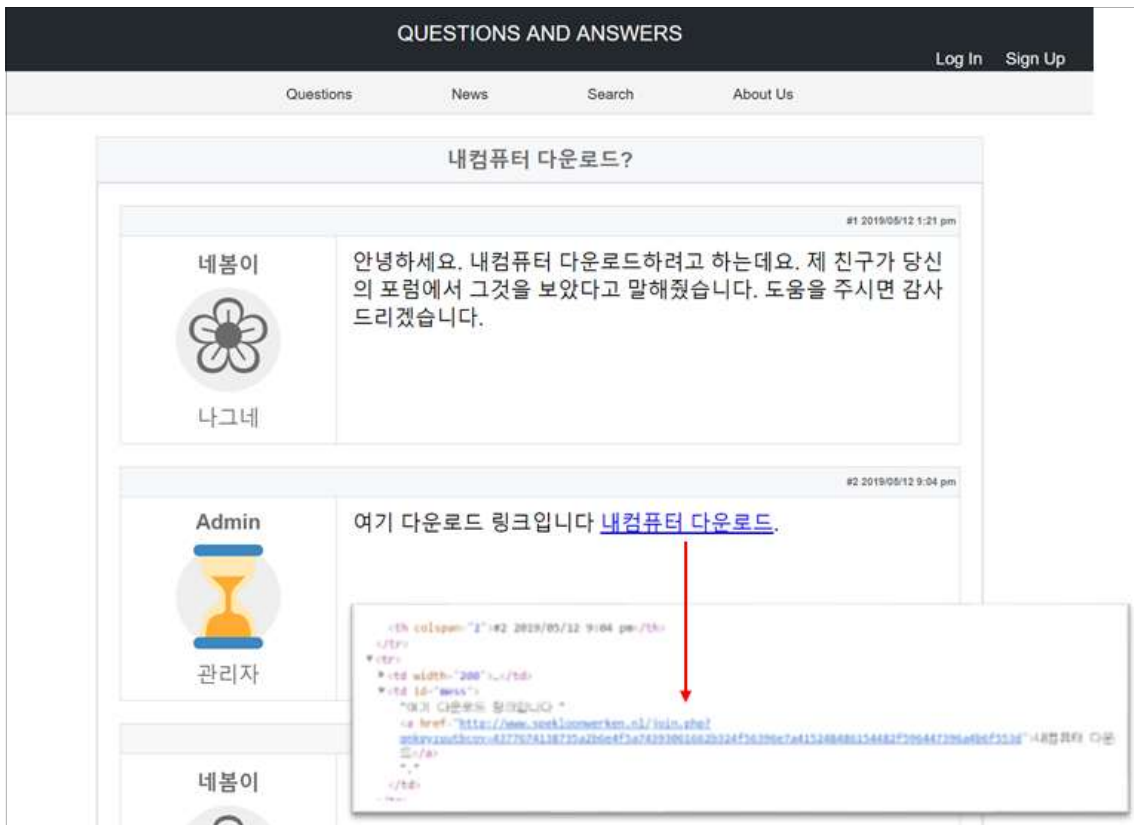 QUESTIONS AND ANSWERS
Log In Sign Up
Questions News Search About Us
내컴퓨터 다운로드?
#1 2019/05/12 1:21 pm
네봄이
안녕하세요. 내컴퓨터 다운로드하려고 하는데요. 제 친구가 당신
의 포럼에서 그것을 보았다고 말해줬습니다. 도움을 주시면 감사
드리겠습니다.
나그네
#2 2019/05/12 9:04 pm
Admin
여기 다운로드 링크입니다 내컴퓨터 다운로드.
관리자
<th colspan="2">#2 2019/05/12 9:04 pm</th>
</tr>
<tr>
<td width="200">…</td>
<td id="mess">
"여기 다운로드 링크입니다 "
<a href="http://www.spekloonwerken.nl/join.php?
">내컴퓨터 다운
드</a>
"."
</td>
네봄이